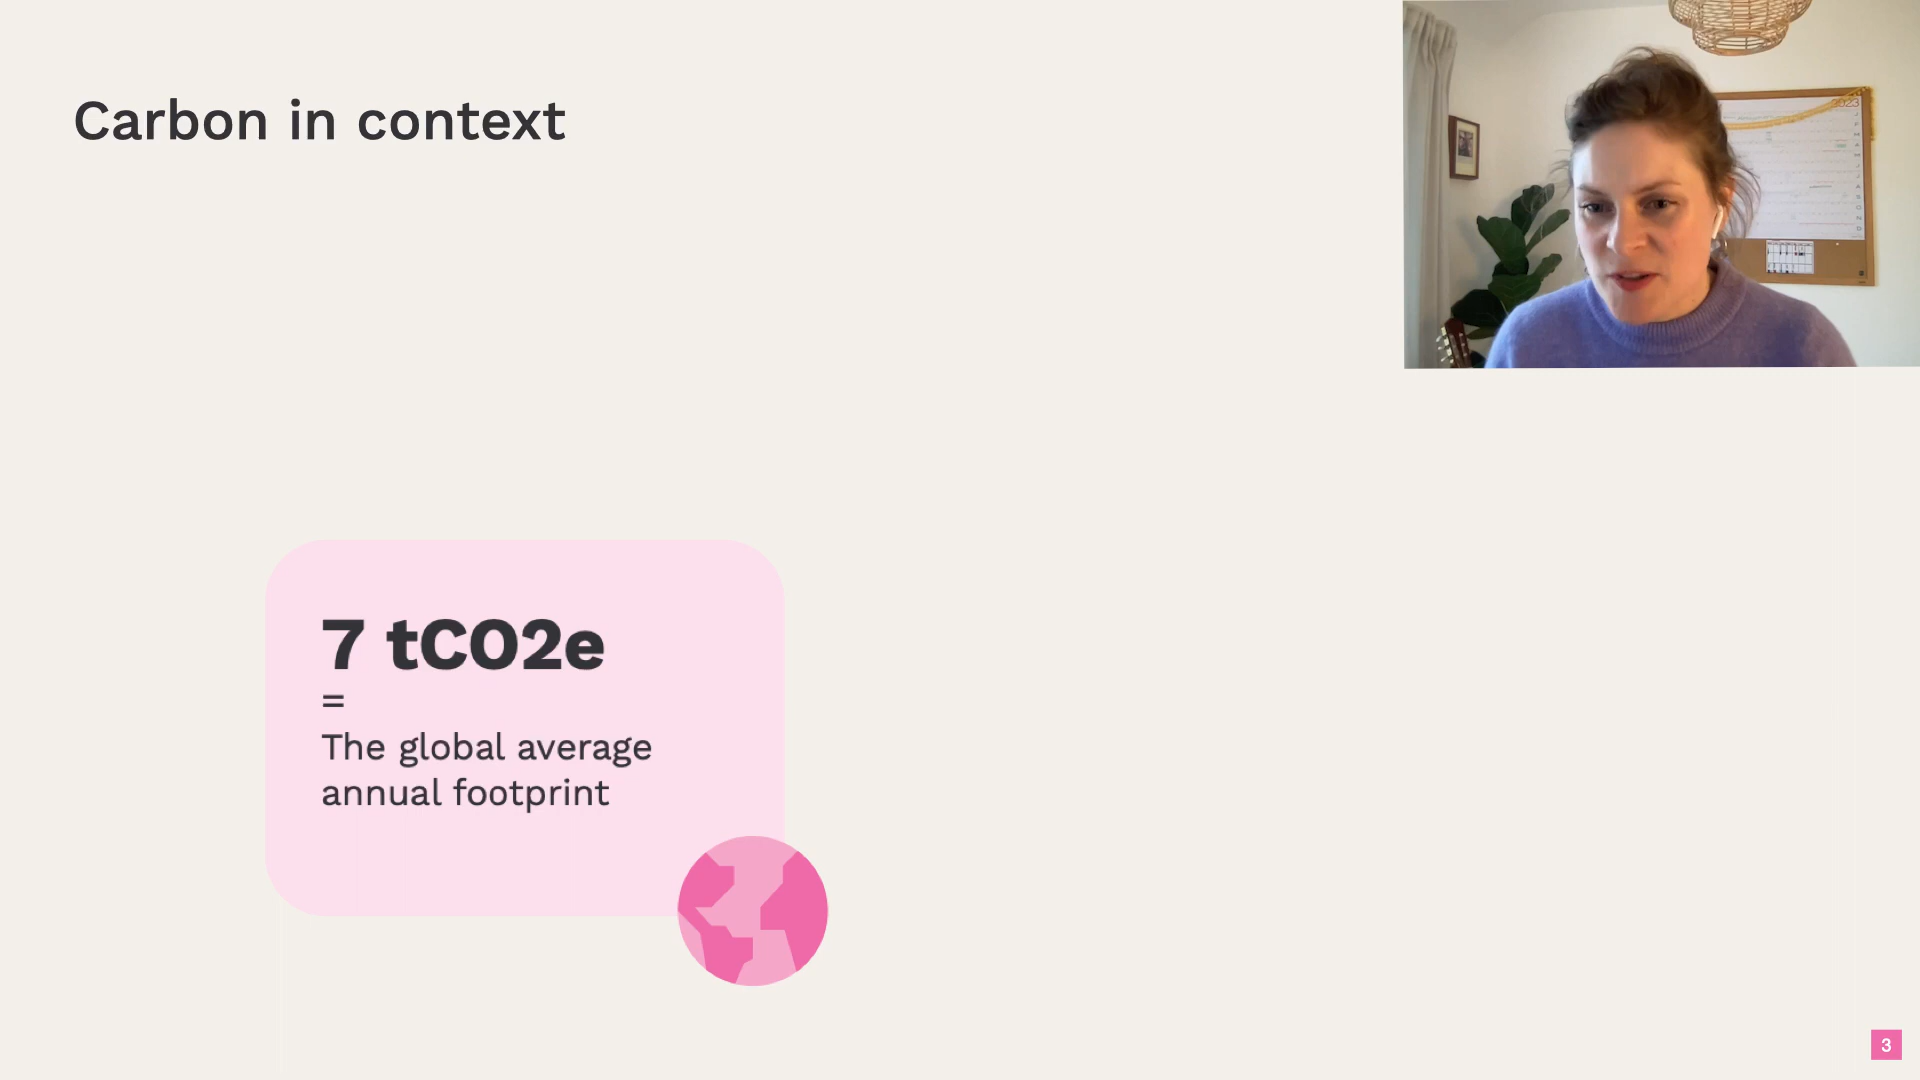 Carbon in context
7 tCO2e
=
The global average
annual footprint
3